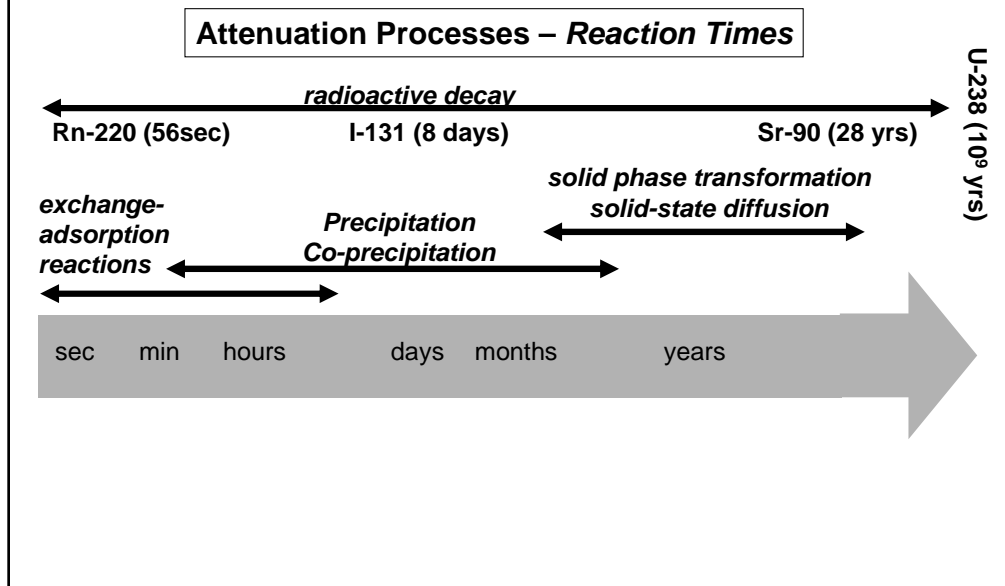 Attenuation Processes – Reaction Times
radioactive decay
Rn-220 (56sec) I-131 (8 days) Sr-90 (28 yrs)
U-238 (10⁹ yrs)
solid phase transformation
solid-state diffusion
exchange-
adsorption
reactions
Precipitation
Co-precipitation
sec min hours days months years